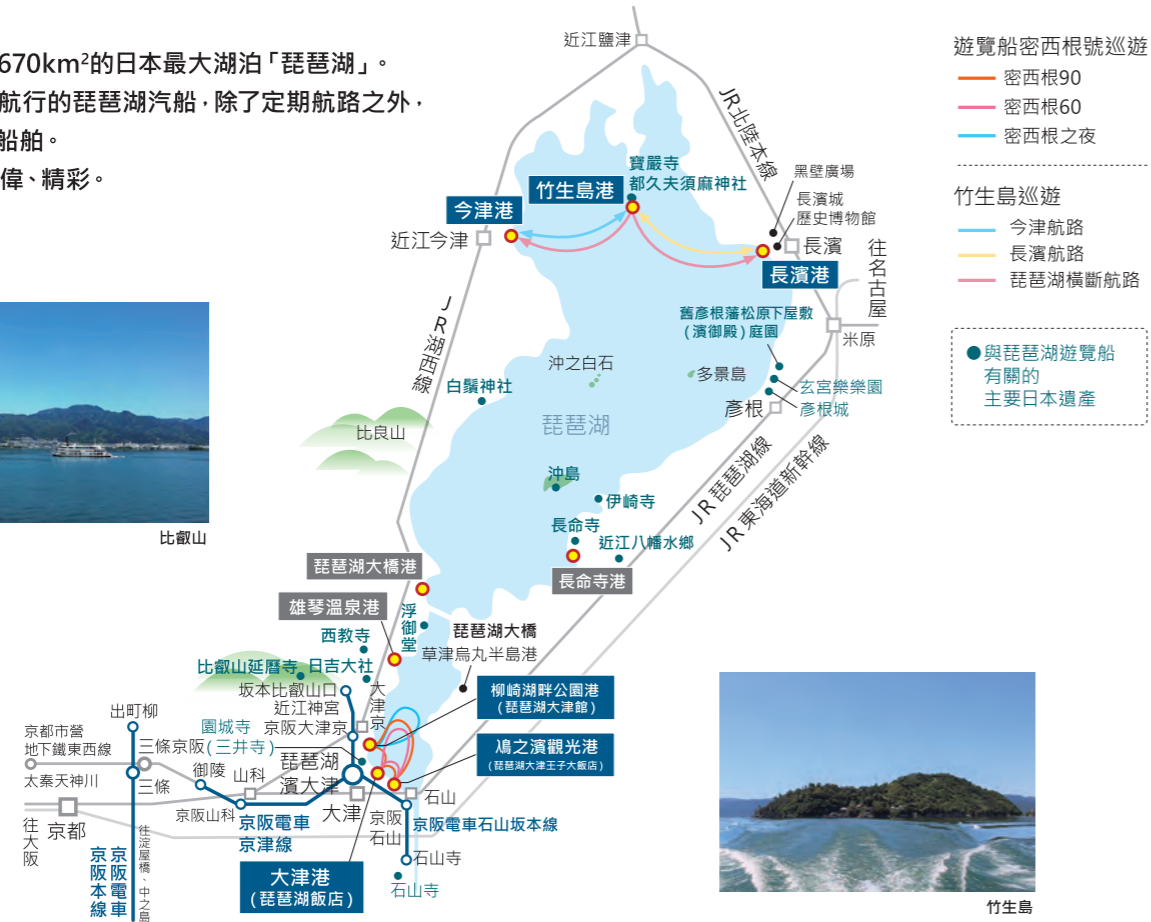 670km²的日本最大湖泊「琵琶湖」。
航行的琵琶湖汽船，除了定期航路之外，
船舶。
偉、精彩。
遊覽船密西根號巡遊
密西根90
密西根60
密西根之夜
竹生島巡遊
今津航路
長濱航路
琵琶湖橫斷航路
與琵琶湖遊覽船
有關的
主要日本遺產
近江鹽津
JR北陸本線
寶嚴寺
都久夫須麻神社
竹生島港
今津港
近江今津
黑壁廣場
長濱城
歷史博物館
長濱
長濱港
往名古屋
米原
JR湖西線
舊彥根藩松原下屋敷
(濱御殿)庭園
沖之白石
多景島
玄宮樂樂園
彥根
彥根城
白鬚神社
琵琶湖
比良山
沖島
伊崎寺
長命寺
近江八幡水鄉
長命寺港
JR琵琶湖線
JR東海道新幹線
比叡山
琵琶湖大橋港
雄琴溫泉港
浮御堂
西教寺
琵琶湖大橋
草津烏丸半島港
比叡山延曆寺
日吉大社
坂本比叡山口
大津京
近江神宮
京阪大津京
柳崎湖畔公園港
(琵琶湖大津館)
鳰之濱觀光港
(琵琶湖大津王子大飯店)
園城寺
(三井寺)
琵琶湖
濱大津
出町柳
京都市營
地下鐵東西線
三條京阪
太秦天神川
三條
御陵
山科
京阪山科
京阪電車
京津線
大津
石山
京阪
石山
京阪電車石山坂本線
石山寺
石山寺
往大阪
京都
京阪電車
京阪本線
往淀屋橋、中之島
大津港
(琵琶湖飯店)
竹生島